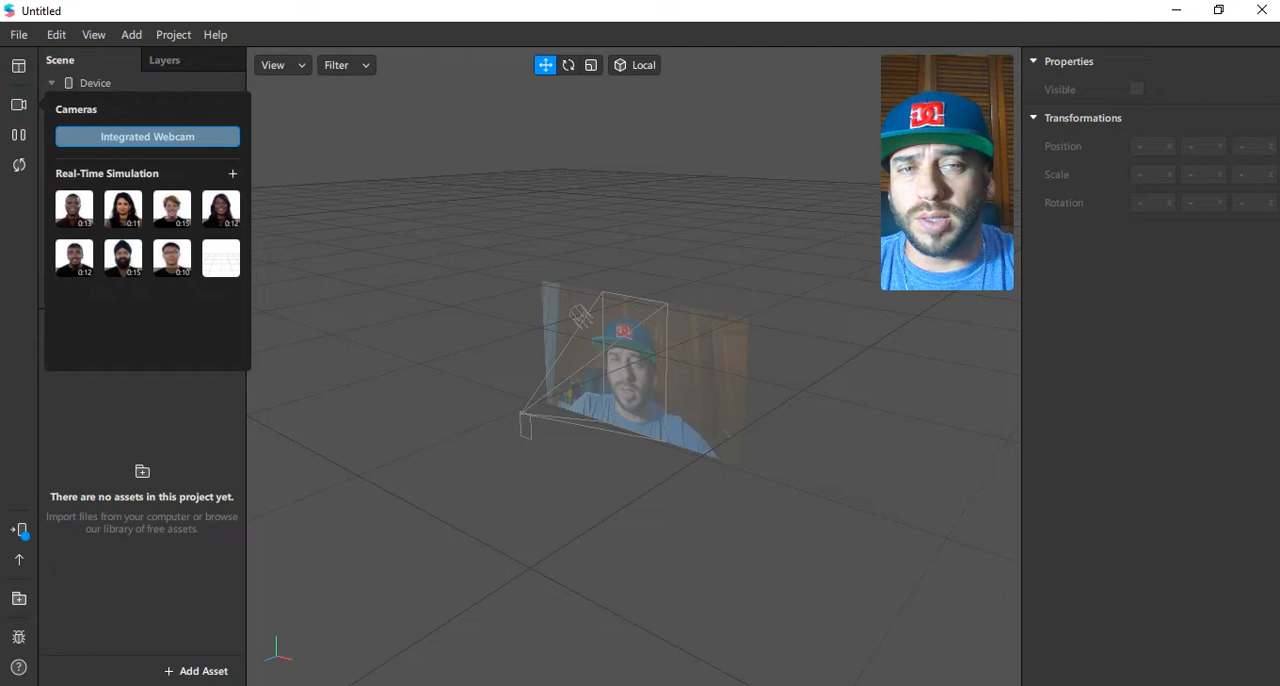 Untitled
File Edit View Add Project Help
Scene Layers
Device
Cameras
Integrated Webcam
Real-Time Simulation +
0:13 0:11 0:15 0:12
0:12 0:15 0:10
There are no assets in this project yet.
Import files from your computer or browse
our library of free assets.
+ Add Asset
View Filter Local
DC
Properties
Visible
Transformations
Position - X - Y - Z
Scale - X - Y - Z
Rotation - X - Y - Z